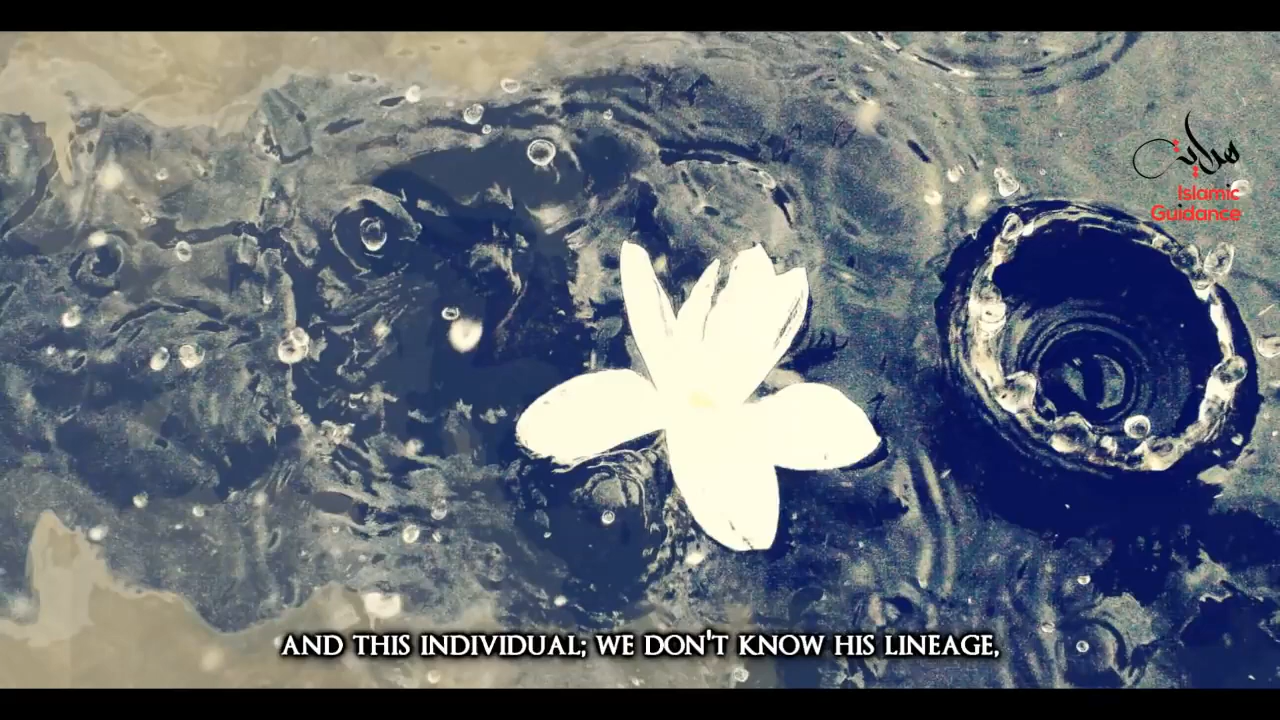 هداية
Islamic
Guidance
AND THIS INDIVIDUAL; WE DON'T KNOW HIS LINEAGE,